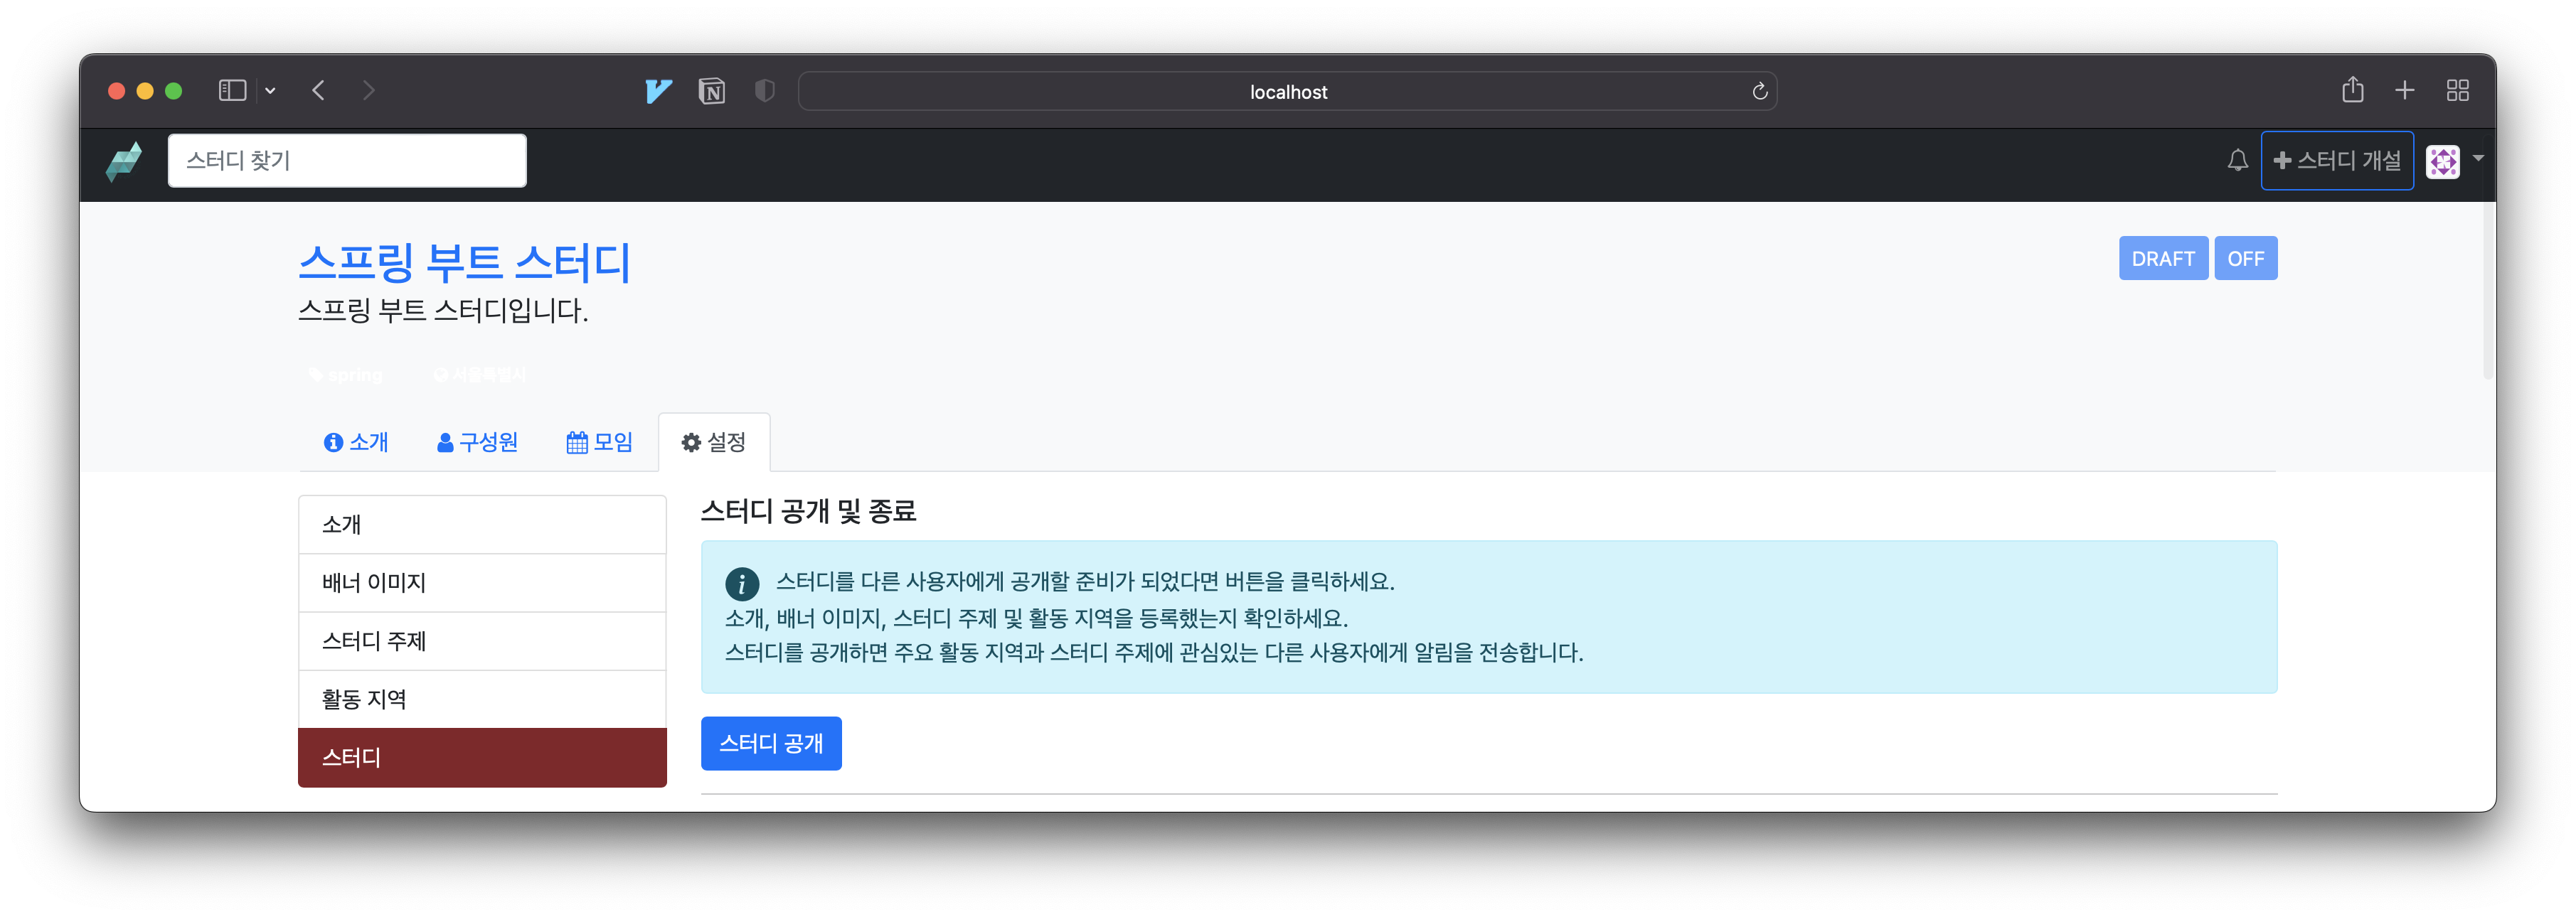 localhost
스터디 찾기
스터디 개설
스프링 부트 스터디
DRAFT OFF
스프링 부트 스터디입니다.
spring 서울특별시
소개 구성원 모임 설정
소개
배너 이미지
스터디 주제
활동 지역
스터디
스터디 공개 및 종료
스터디를 다른 사용자에게 공개할 준비가 되었다면 버튼을 클릭하세요.
소개, 배너 이미지, 스터디 주제 및 활동 지역을 등록했는지 확인하세요.
스터디를 공개하면 주요 활동 지역과 스터디 주제에 관심있는 다른 사용자에게 알림을 전송합니다.
스터디 공개